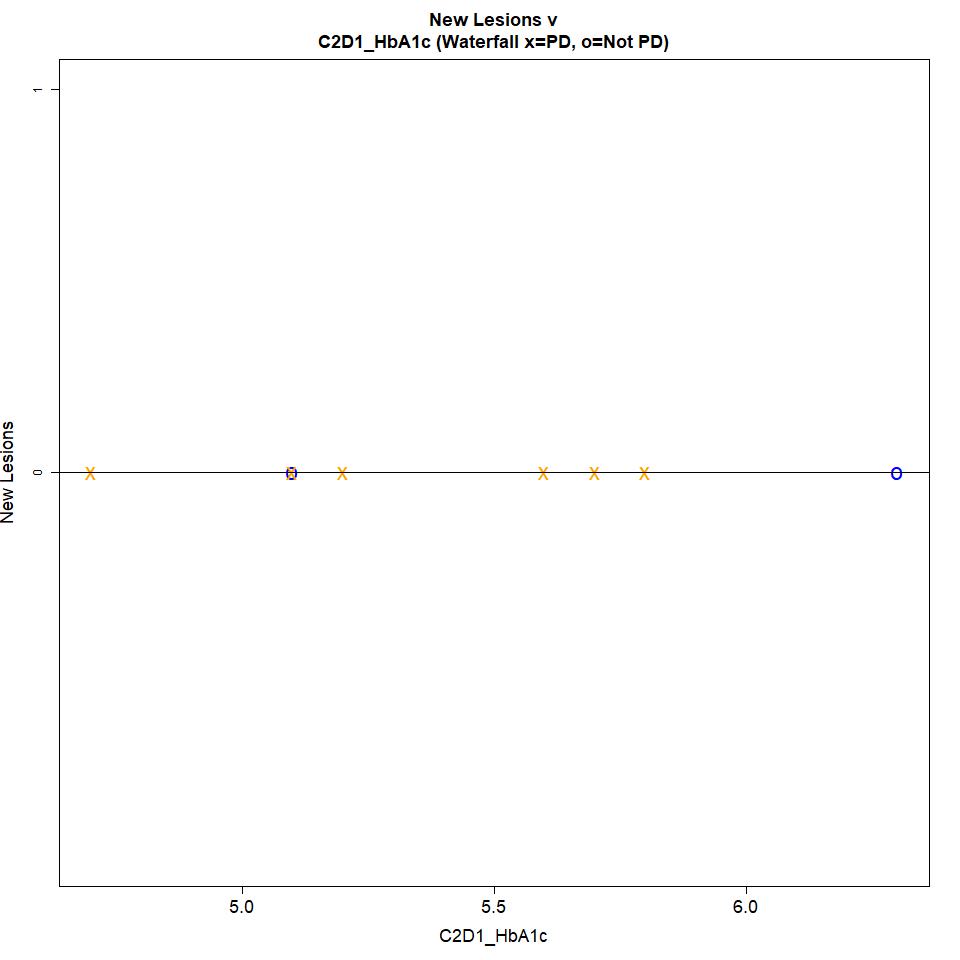 New Lesions v
C2D1_HbA1c (Waterfall x=PD, o=Not PD)
1
0
New Lesions
x
x
o
x
x
x
x
o
5.0
5.5
6.0
C2D1_HbA1c